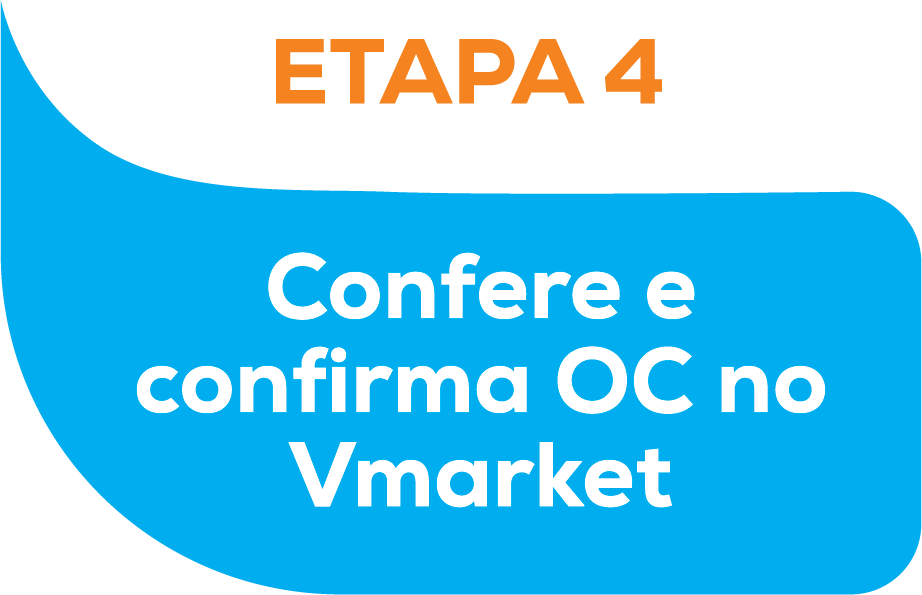 ETAPA 4
Confere e
confirma OC no
Vmarket